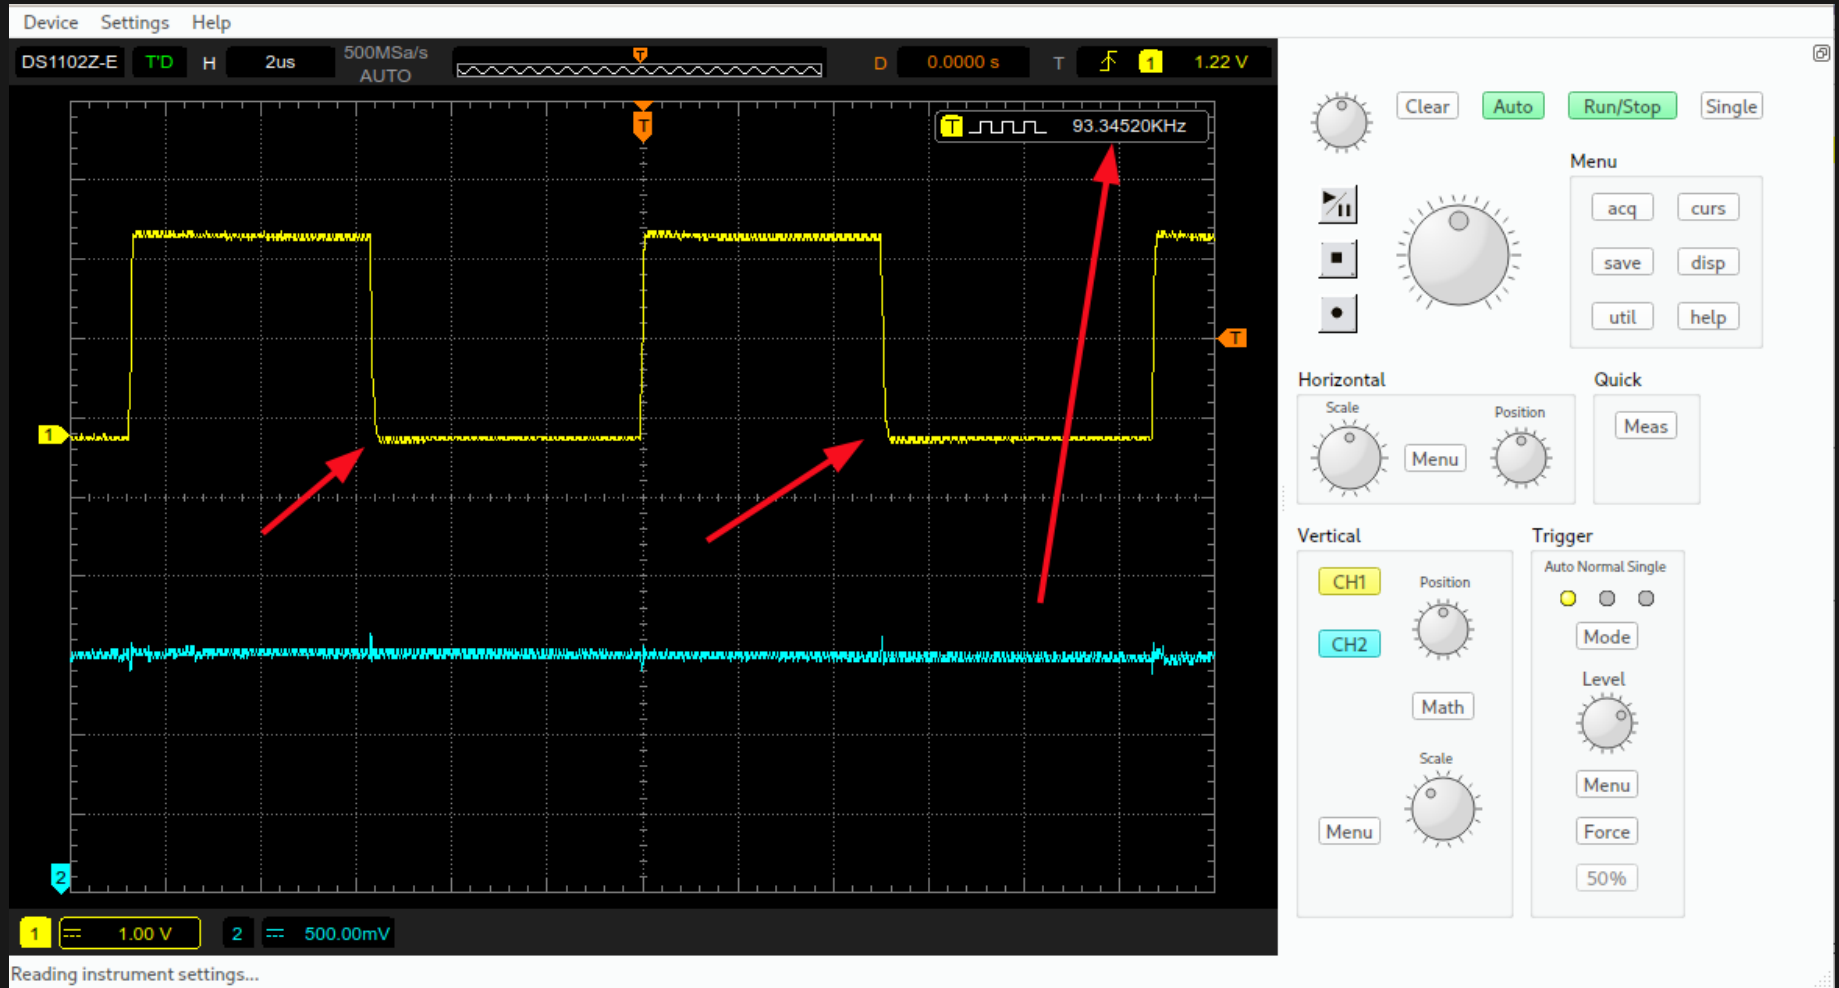 Device Settings Help
DS1102Z-E T'D H 2us 500MSa/s AUTO T D 0.0000 s T 1 1.22 V
T
T 93.34520KHz
T
1
2
1 1.00 V 2 500.00mV
Reading instrument settings...
Clear Auto Run/Stop Single
Menu
acq curs
save disp
util help
Horizontal
Scale Menu Position
Quick
Meas
Vertical
CH1 Position
CH2
Math
Scale
Menu
Trigger
Auto Normal Single
Mode
Level
Menu
Force
50%